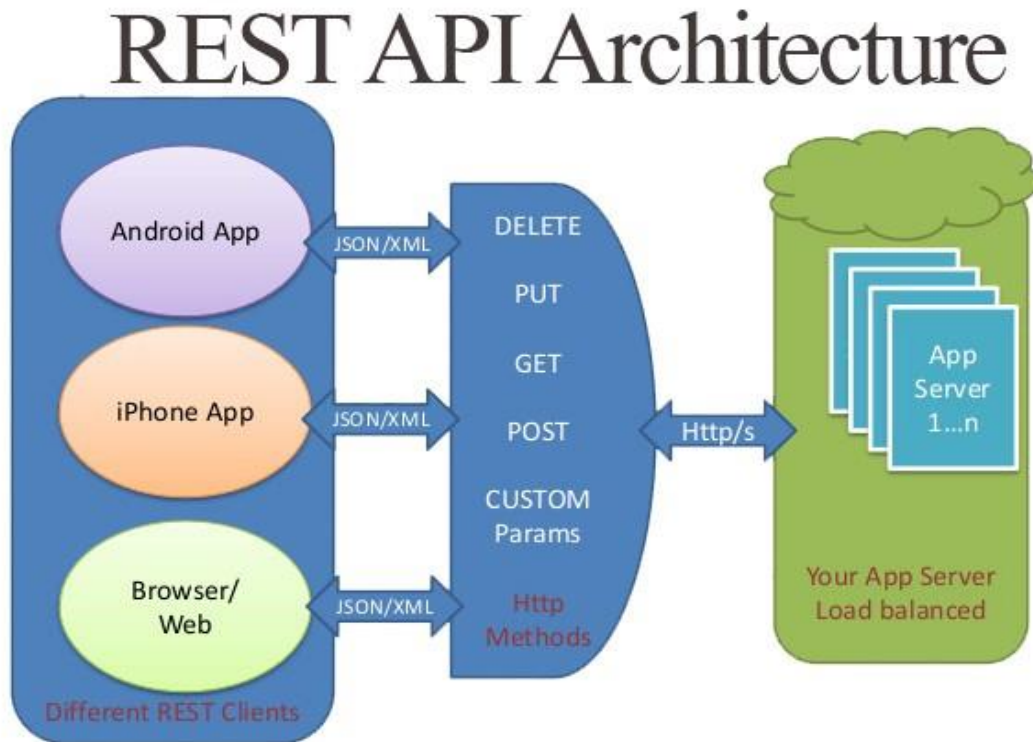 REST API Architecture
Android App
JSON/XML
iPhone App
JSON/XML
Browser/
Web
JSON/XML
Different REST Clients
DELETE
PUT
GET
POST
CUSTOM
Params
Http
Methods
Http/s
App
Server
1...n
Your App Server
Load balanced